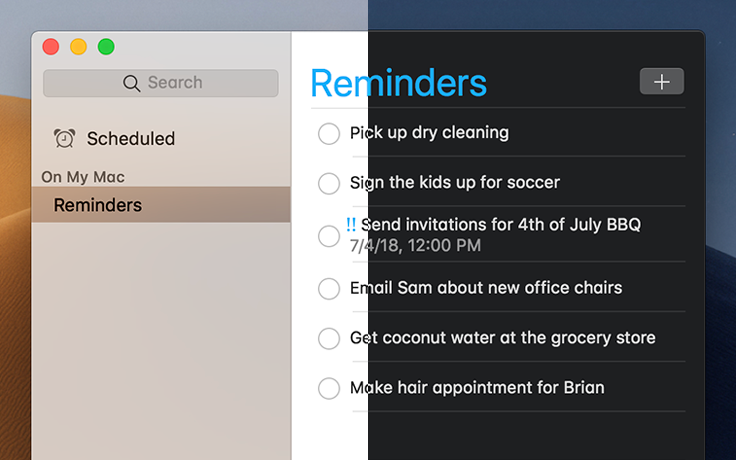 Search
Scheduled
On My Mac
Reminders
Reminders
Pick up dry cleaning
Sign the kids up for soccer
!! Send invitations for 4th of July BBQ
7/4/18, 12:00 PM
Email Sam about new office chairs
Get coconut water at the grocery store
Make hair appointment for Brian